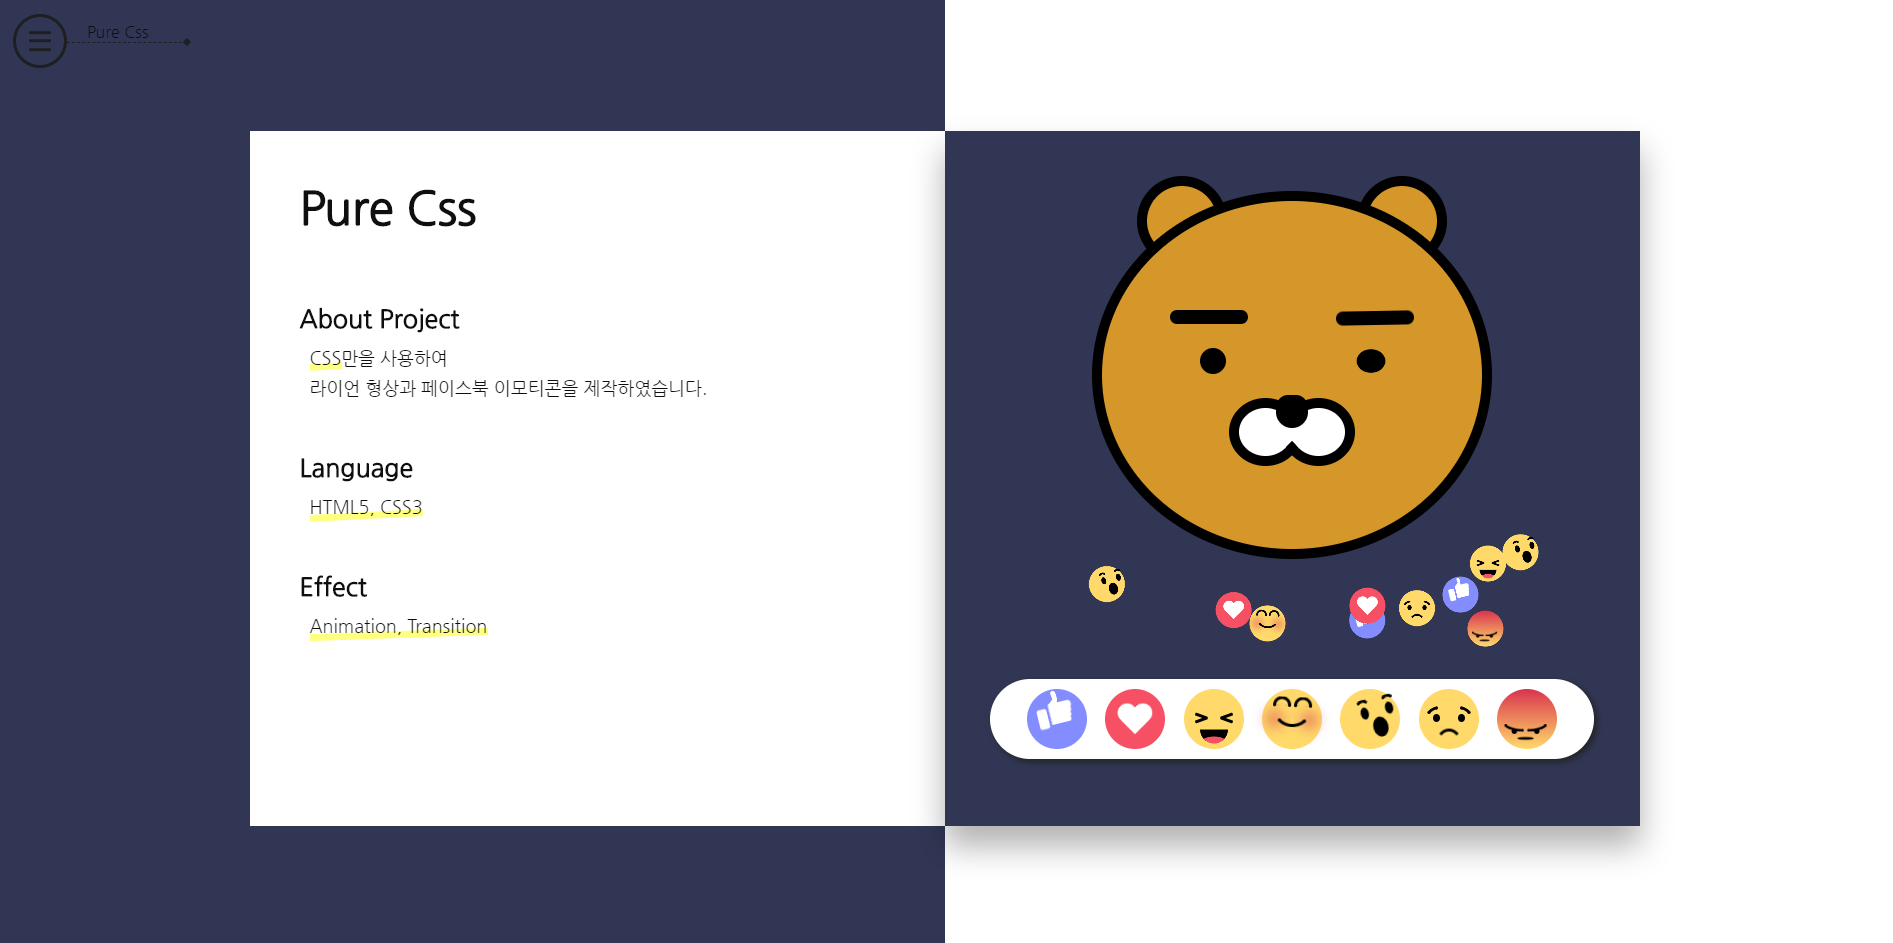 Pure Css
Pure Css
About Project
CSS만을 사용하여
라이언 형상과 페이스북 이모티콘을 제작하였습니다.
Language
HTML5, CSS3
Effect
Animation, Transition